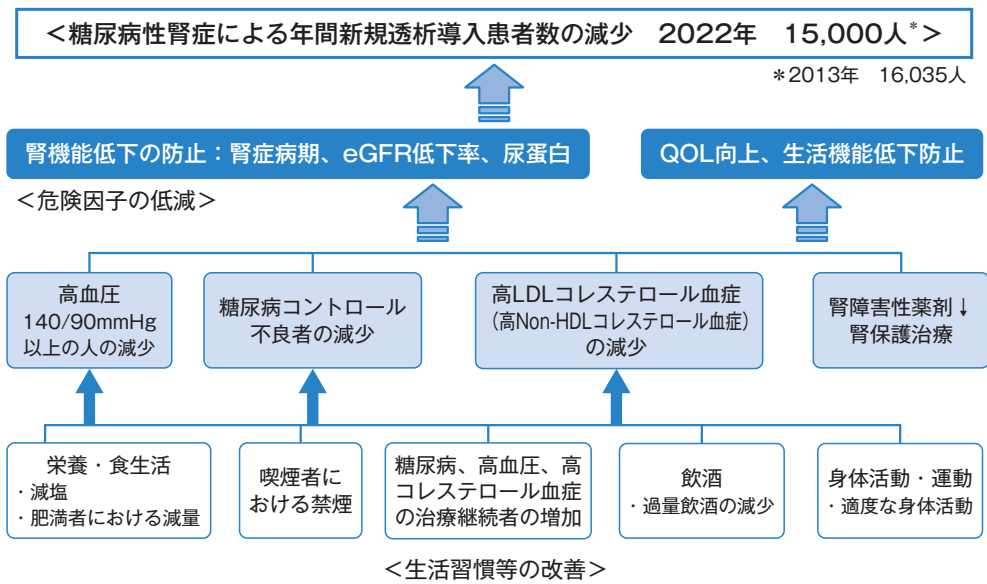 ＜糖尿病性腎症による年間新規透析導入患者数の減少　2022年　15,000人*＞
＊2013年　16,035人
腎機能低下の防止：腎症病期、eGFR低下率、尿蛋白
QOL向上、生活機能低下防止
＜危険因子の低減＞
高血圧
140/90mmHg
以上の人の減少
糖尿病コントロール
不良者の減少
高LDLコレステロール血症
（高Non-HDLコレステロール血症）
の減少
腎障害性薬剤↓
腎保護治療
栄養・食生活
・減塩
・肥満者における減量
喫煙者に
おける禁煙
糖尿病、高血圧、高
コレステロール血症
の治療継続者の増加
飲酒
・過量飲酒の減少
身体活動・運動
・適度な身体活動
＜生活習慣等の改善＞